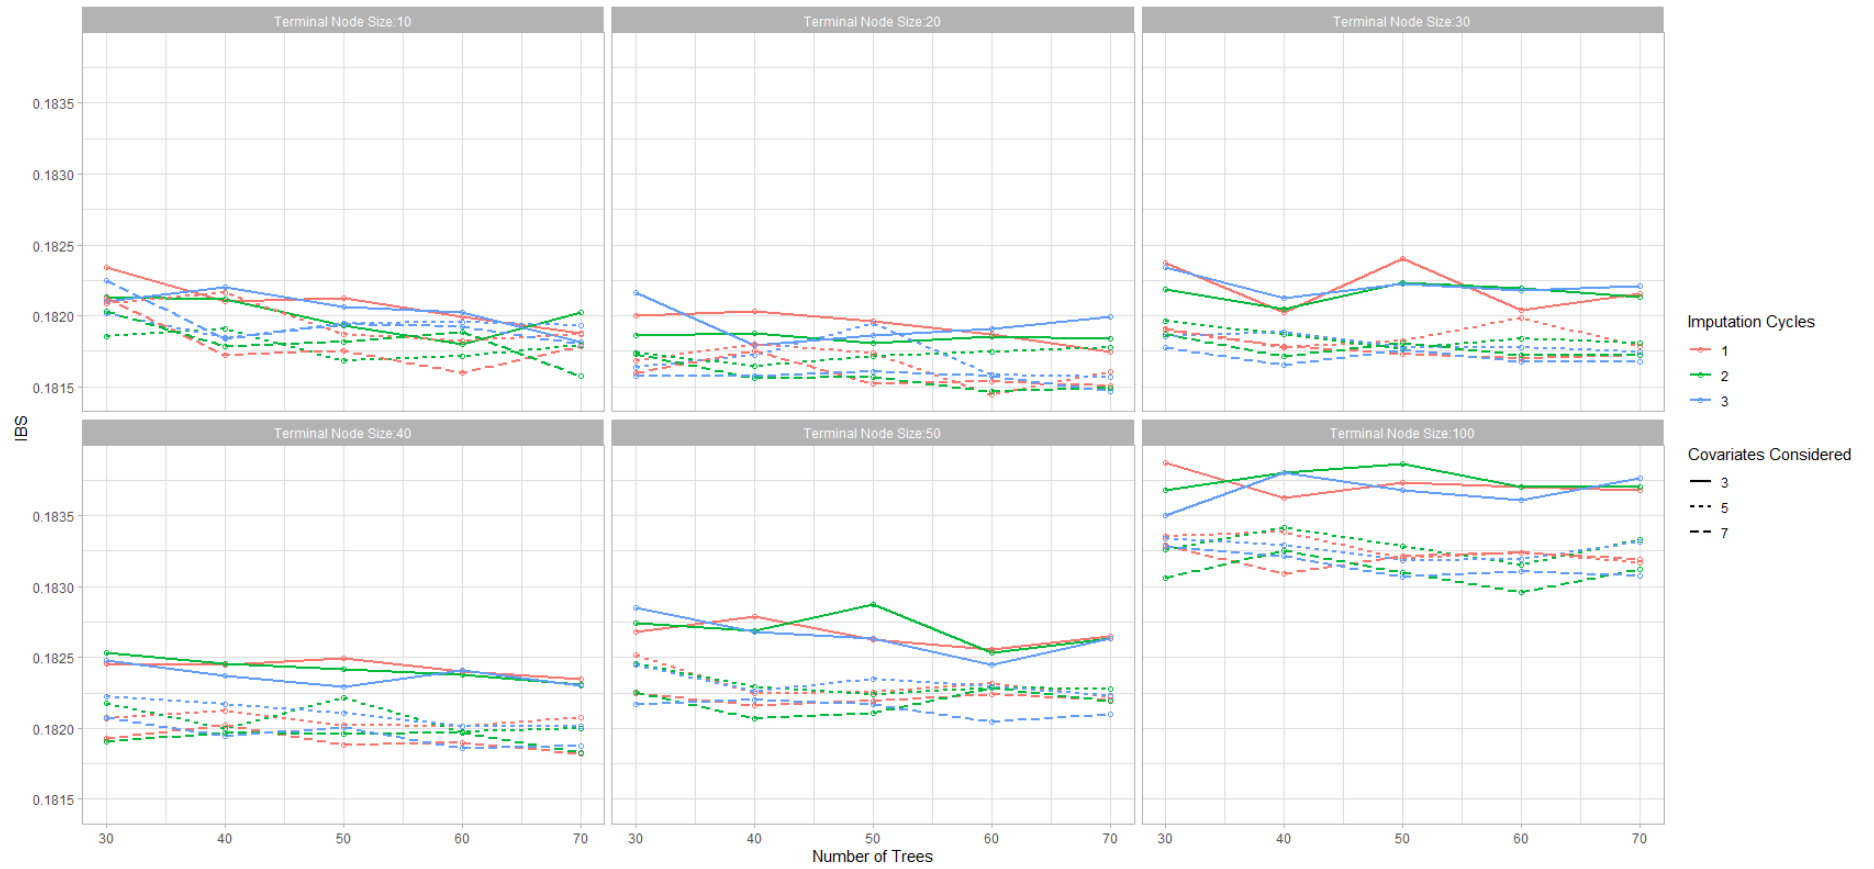 Terminal Node Size:10
Terminal Node Size:20
Terminal Node Size:30
0.1835
0.1830
0.1825
0.1820
0.1815
IBS
Terminal Node Size:40
Terminal Node Size:50
Terminal Node Size:100
0.1835
0.1830
0.1825
0.1820
0.1815
30 40 50 60 70
30 40 50 60 70
30 40 50 60 70
Number of Trees
Imputation Cycles
1
2
3
Covariates Considered
3
5
7